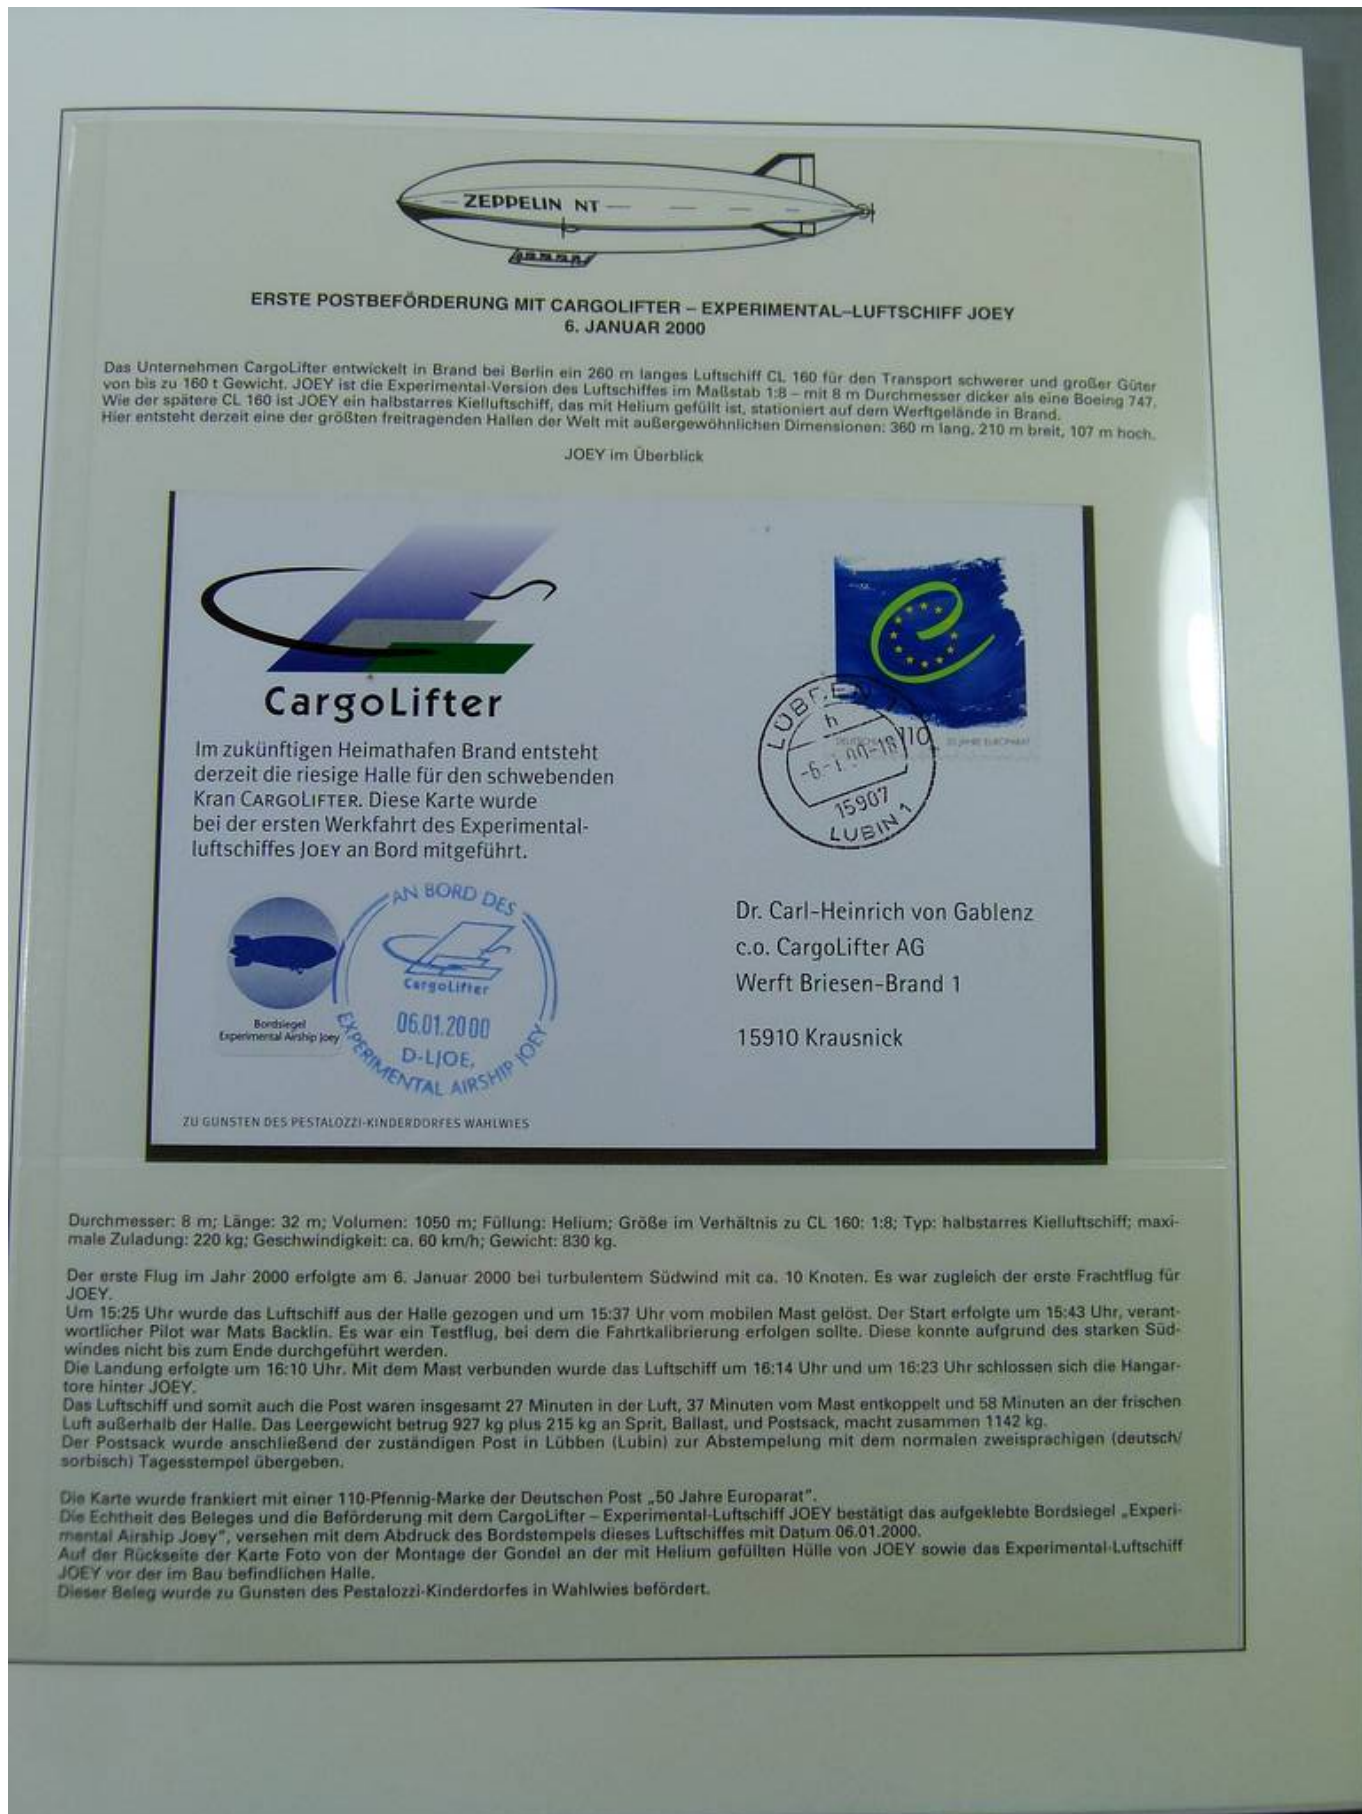 ZEPPELIN NT
ERSTE POSTBEFÖRDERUNG MIT CARGOLIFTER – EXPERIMENTAL–LUFTSCHIFF JOEY
6. JANUAR 2000
Das Unternehmen CargoLifter entwickelt in Brand bei Berlin ein 260 m langes Luftschiff CL 160 für den Transport schwerer und großer Güter
von bis zu 160 t Gewicht. JOEY ist die Experimental-Version des Luftschiffes im Maßstab 1:8 – mit 8 m Durchmesser dicker als eine Boeing 747.
Wie der spätere CL 160 ist JOEY ein halbstarres Kielluftschiff, das mit Helium gefüllt ist, stationiert auf dem Werftgelände in Brand.
Hier entsteht derzeit eine der größten freitragenden Hallen der Welt mit außergewöhnlichen Dimensionen: 360 m lang, 210 m breit, 107 m hoch.
JOEY im Überblick
CargoLifter
Im zukünftigen Heimathafen Brand entsteht
derzeit die riesige Halle für den schwebenden
Kran CARGOLIFTER. Diese Karte wurde
bei der ersten Werkfahrt des Experimental-
luftschiffes JOEY an Bord mitgeführt.
110
50 JAHRE EUROPARAT
LÜBBEN
h
-6-1.00-18
15907
LUBIN 1
AN BORD DES
CargoLifter
06.01.2000
D-LJOE,
EXPERIMENTAL AIRSHIP JOEY
Bordsiegel
Experimental Airship Joey
Dr. Carl-Heinrich von Gablenz
c.o. CargoLifter AG
Werft Briesen-Brand 1
15910 Krausnick
ZU GUNSTEN DES PESTALOZZI-KINDERDORFES WAHLWIES
Durchmesser: 8 m; Länge: 32 m; Volumen: 1050 m; Füllung: Helium; Größe im Verhältnis zu CL 160: 1:8; Typ: halbstarres Kielluftschiff; maxi-
male Zuladung: 220 kg; Geschwindigkeit: ca. 60 km/h; Gewicht: 830 kg.
Der erste Flug im Jahr 2000 erfolgte am 6. Januar 2000 bei turbulentem Südwind mit ca. 10 Knoten. Es war zugleich der erste Frachtflug für
JOEY.
Um 15:25 Uhr wurde das Luftschiff aus der Halle gezogen und um 15:37 Uhr vom mobilen Mast gelöst. Der Start erfolgte um 15:43 Uhr, verant-
wortlicher Pilot war Mats Backlin. Es war ein Testflug, bei dem die Fahrtkalibrierung erfolgen sollte. Diese konnte aufgrund des starken Süd-
windes nicht bis zum Ende durchgeführt werden.
Die Landung erfolgte um 16:10 Uhr. Mit dem Mast verbunden wurde das Luftschiff um 16:14 Uhr und um 16:23 Uhr schlossen sich die Hangar-
tore hinter JOEY.
Das Luftschiff und somit auch die Post waren insgesamt 27 Minuten in der Luft, 37 Minuten vom Mast entkoppelt und 58 Minuten an der frischen
Luft außerhalb der Halle. Das Leergewicht betrug 927 kg plus 215 kg an Sprit, Ballast, und Postsack, macht zusammen 1142 kg.
Der Postsack wurde anschließend der zuständigen Post in Lübben (Lubin) zur Abstempelung mit dem normalen zweisprachigen (deutsch/
sorbisch) Tagesstempel übergeben.
Die Karte wurde frankiert mit einer 110-Pfennig-Marke der Deutschen Post „50 Jahre Europarat".
Die Echtheit des Beleges und die Beförderung mit dem CargoLifter – Experimental-Luftschiff JOEY bestätigt das aufgeklebte Bordsiegel „Experi-
mental Airship Joey", versehen mit dem Abdruck des Bordstempels dieses Luftschiffes mit Datum 06.01.2000.
Auf der Rückseite der Karte Foto von der Montage der Gondel an der mit Helium gefüllten Hülle von JOEY sowie das Experimental-Luftschiff
JOEY vor der im Bau befindlichen Halle.
Dieser Beleg wurde zu Gunsten des Pestalozzi-Kinderdorfes in Wahlwies befördert.